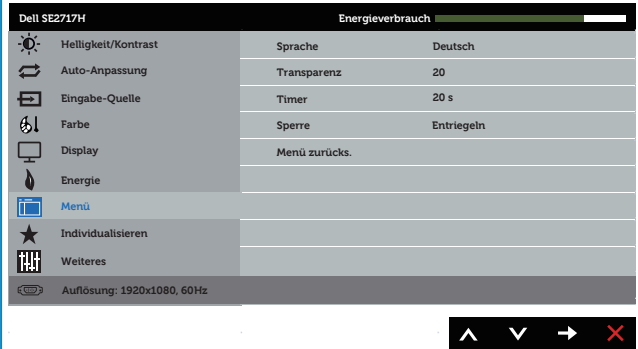 Dell SE2717H Energieverbrauch
Helligkeit/Kontrast
Auto-Anpassung
Eingabe-Quelle
Farbe
Display
Energie
Menü
Individualisieren
Weiteres
Sprache Deutsch
Transparenz 20
Timer 20 s
Sperre Entriegeln
Menü zurücks.
Auflösung: 1920x1080, 60Hz